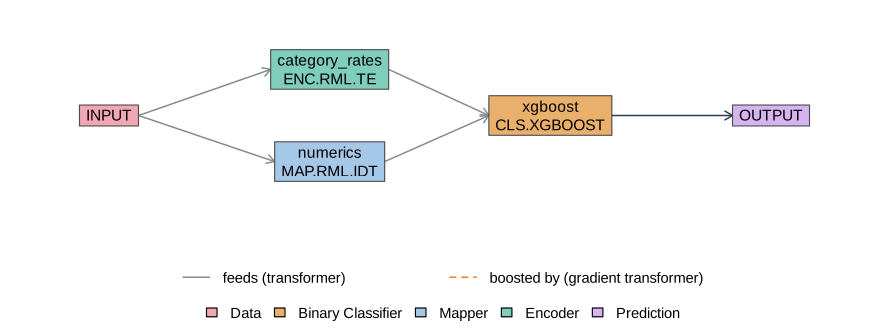 category_rates
ENC.RML.TE
INPUT
xgboost
CLS.XGBOOST
OUTPUT
numerics
MAP.RML.IDT
feeds (transformer)
boosted by (gradient transformer)
Data
Binary Classifier
Mapper
Encoder
Prediction